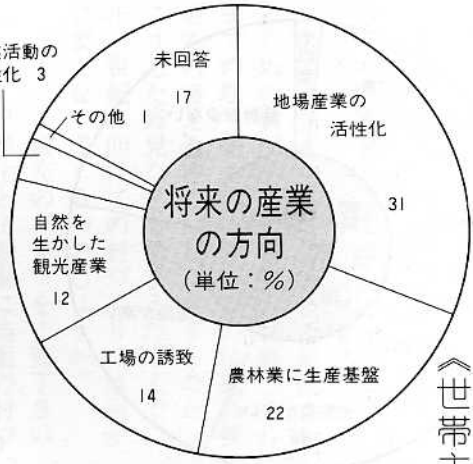 将来の産業
の方向
(単位:%)
地場産業の
活性化
31
農林業に生産基盤
22
工場の誘致
14
自然を
生かした
観光産業
12
活動の
化 3
その他 1
未回答
17
《世帯